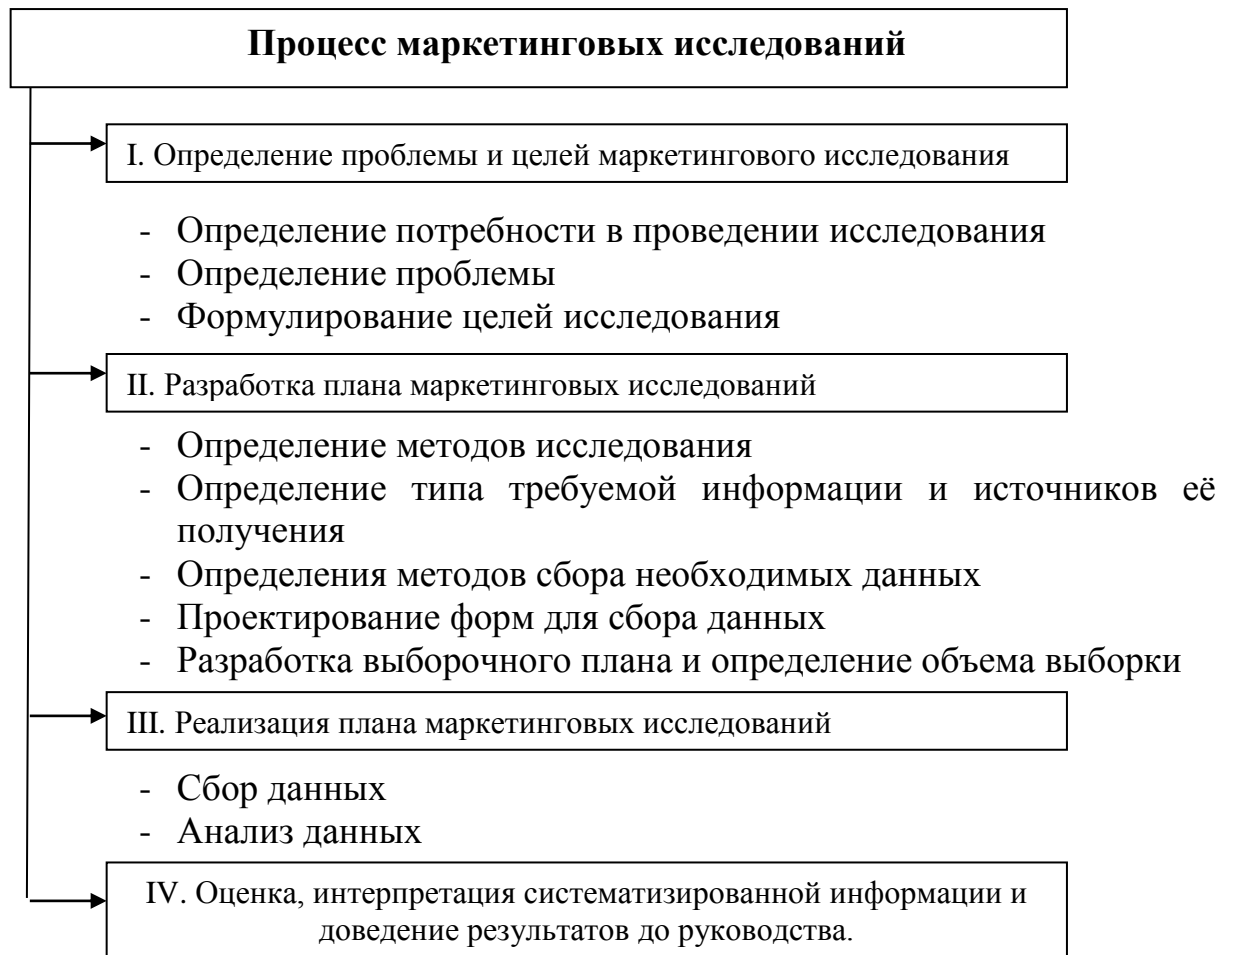 Процесс маркетинговых исследований
I. Определение проблемы и целей маркетингового исследования
- Определение потребности в проведении исследования
- Определение проблемы
- Формулирование целей исследования
II. Разработка плана маркетинговых исследований
- Определение методов исследования
- Определение типа требуемой информации и источников её
получения
- Определения методов сбора необходимых данных
- Проектирование форм для сбора данных
- Разработка выборочного плана и определение объема выборки
III. Реализация плана маркетинговых исследований
- Сбор данных
- Анализ данных
IV. Оценка, интерпретация систематизированной информации и
доведение результатов до руководства.